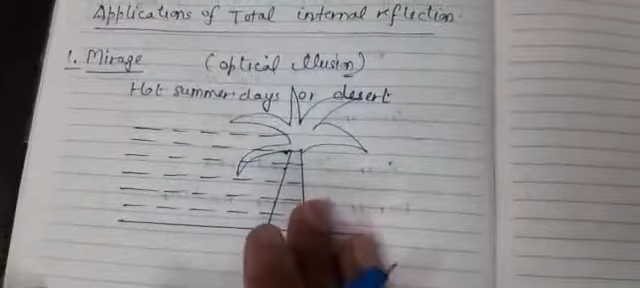 Applications of Total internal reflection.
1. Mirage (optical illusion)
Hot summer days or desert